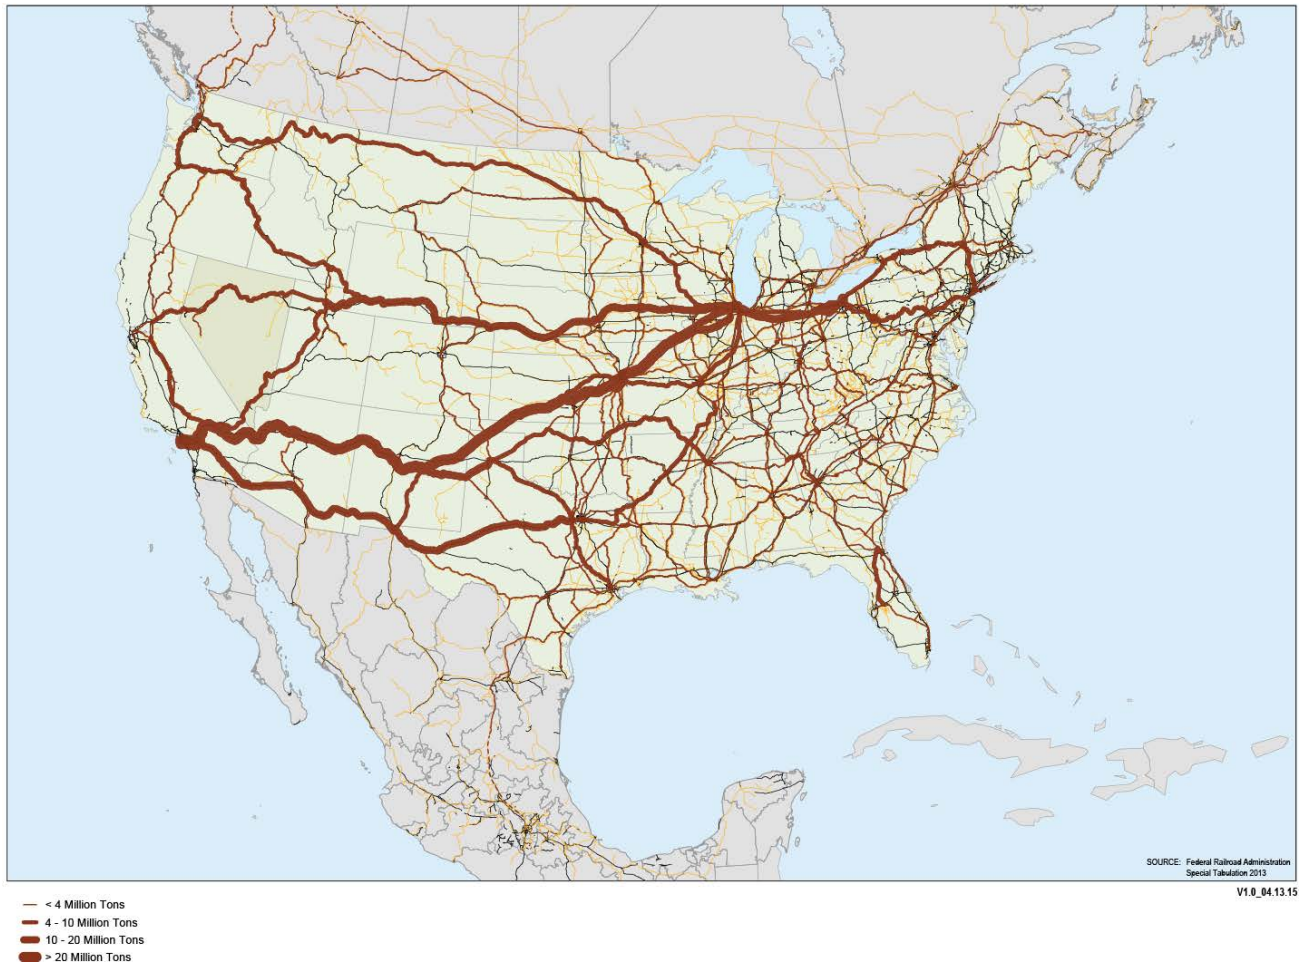 SOURCE: Federal Railroad Administration
Special Tabulation 2013
V1.0_04.13.15
< 4 Million Tons
4 - 10 Million Tons
10 - 20 Million Tons
> 20 Million Tons